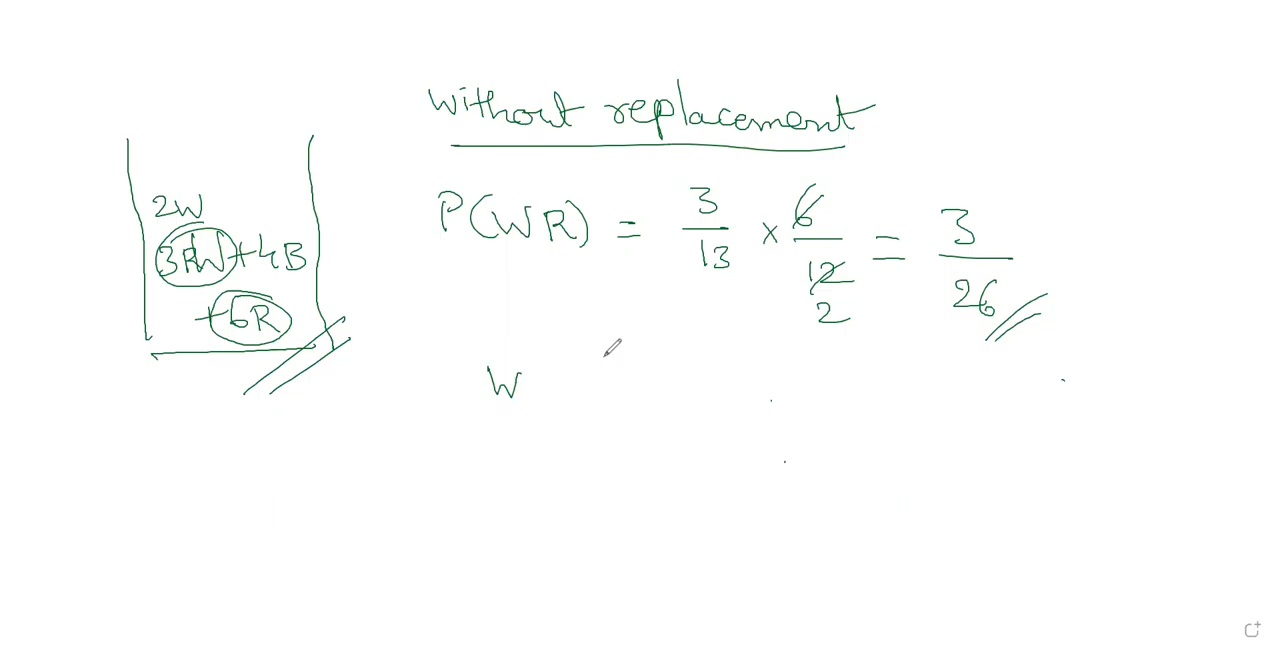 without replacement
2W
3W + 4B
+ 6R
P(WR) = 3/13 × 6/12 = 3/26
2
W